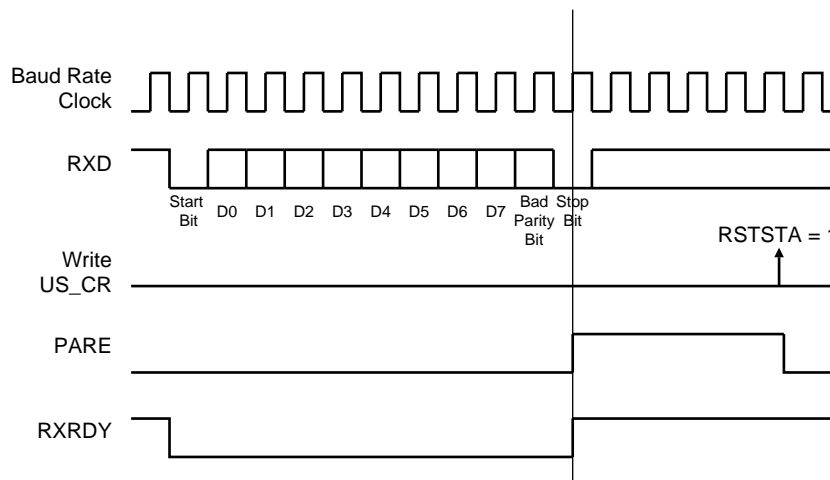 Baud Rate
Clock
RXD
Start
Bit
D0
D1
D2
D3
D4
D5
D6
D7
Bad
Parity
Bit
Stop
Bit
RSTSTA = 1
Write
US_CR
PARE
RXRDY